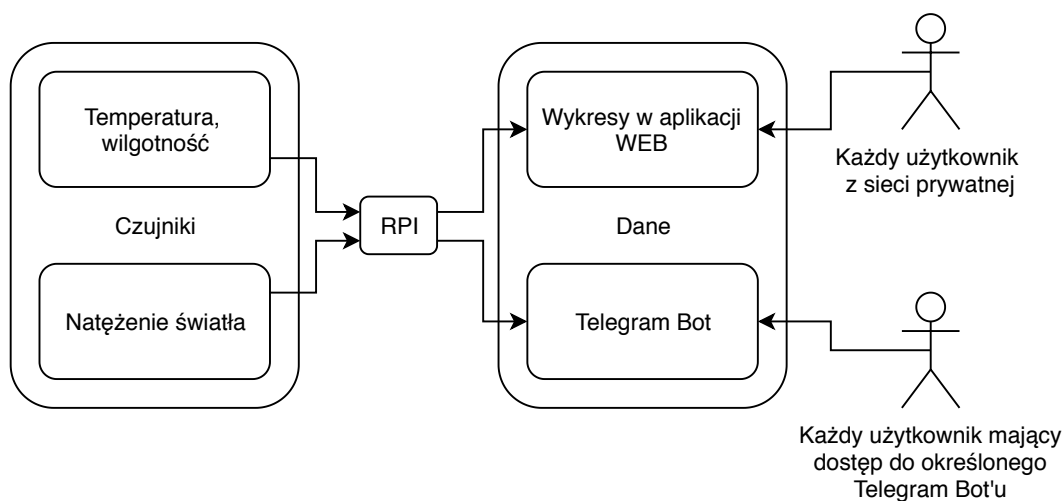 Temperatura,
wilgotność
Czujniki
Natężenie światła
RPI
Wykresy w aplikacji
WEB
Dane
Telegram Bot
Każdy użytkownik
z sieci prywatnej
Każdy użytkownik mający
dostęp do określonego
Telegram Bot'u